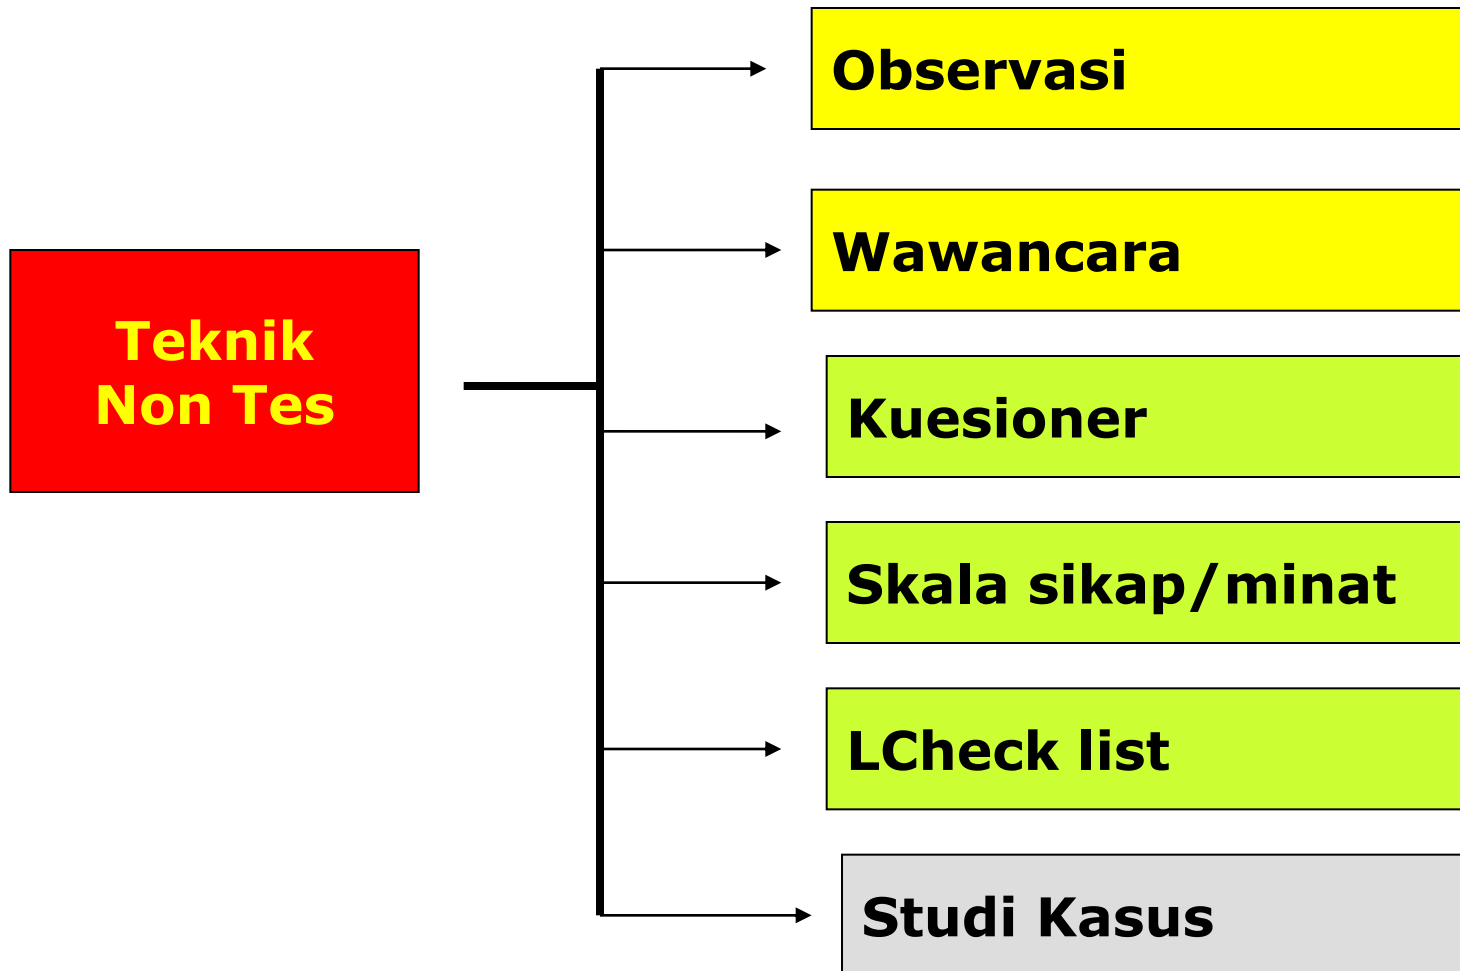 Teknik
Non Tes
Observasi
Wawancara
Kuesioner
Skala sikap/minat
LCheck list
Studi Kasus